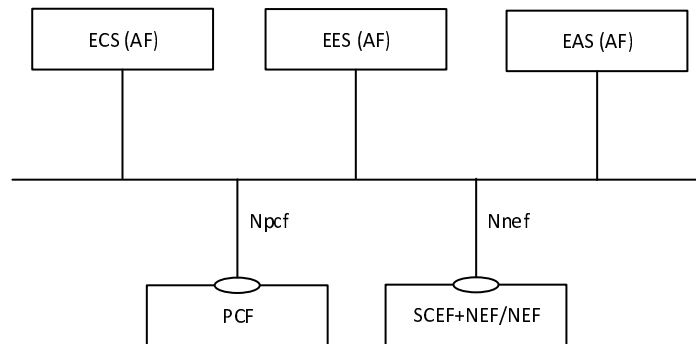 ECS (AF)
EES (AF)
EAS (AF)
Npcf
Nnef
PCF
SCEF+NEF/NEF